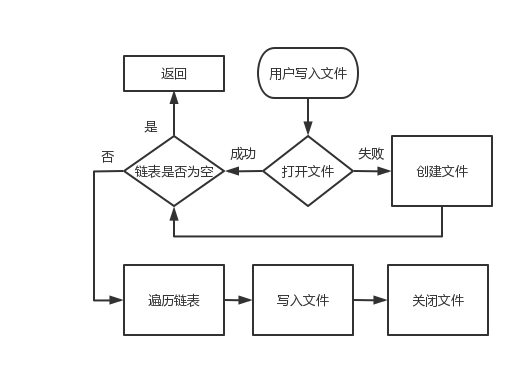 返回
用户写入文件
是
否
成功
失败
链表是否为空
打开文件
创建文件
遍历链表
写入文件
关闭文件